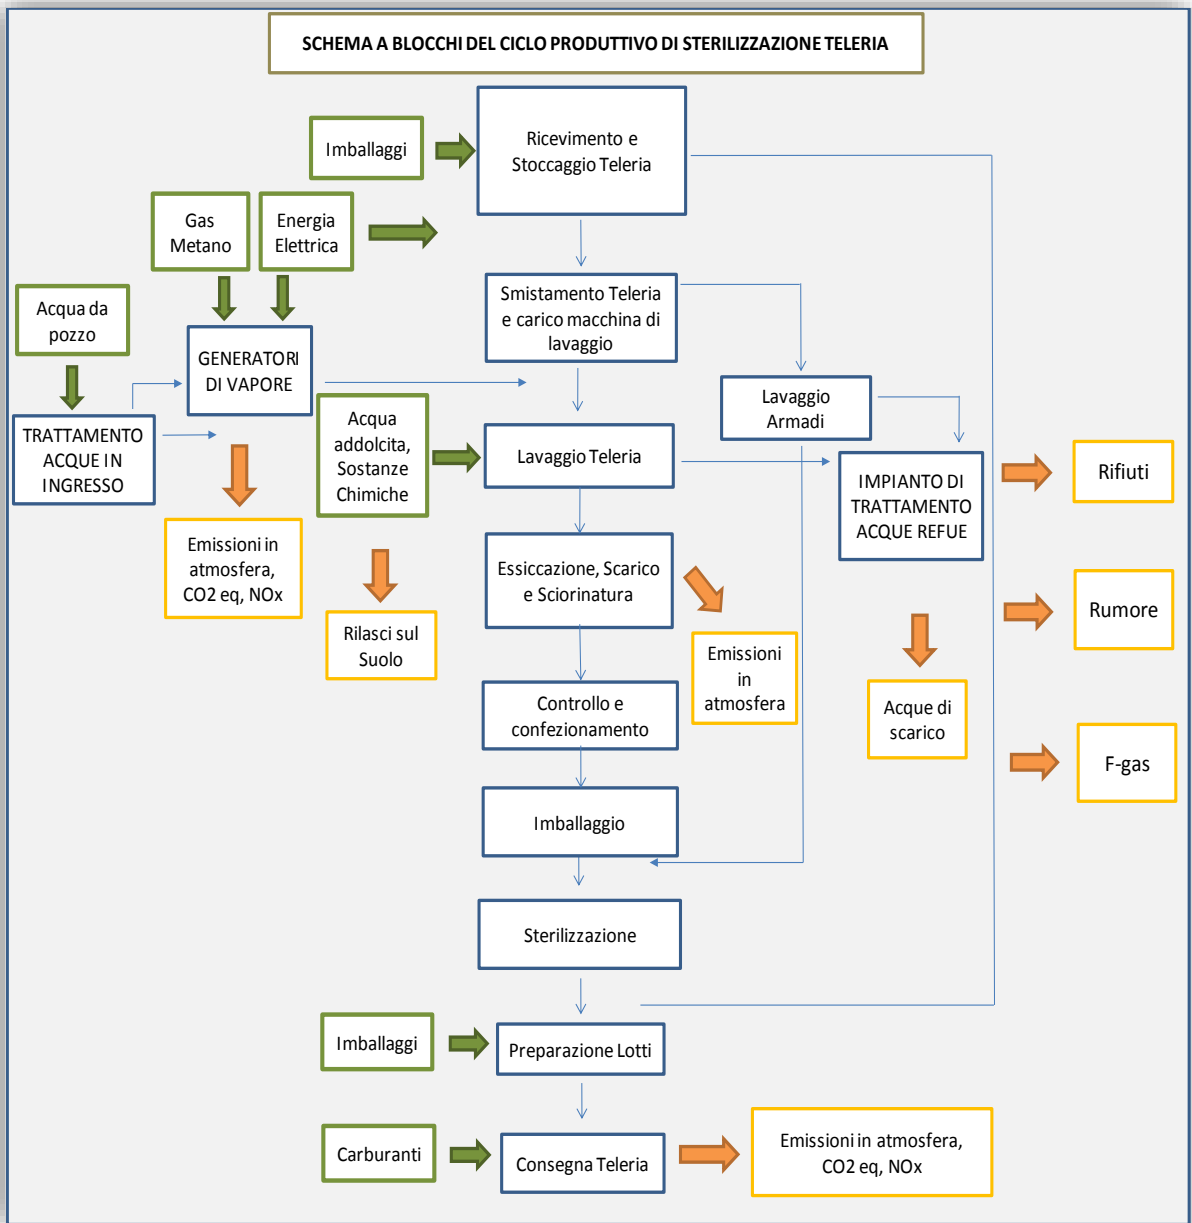 SCHEMA A BLOCCHI DEL CICLO PRODUTTIVO DI STERILIZZAZIONE TELERIA
Imballaggi
Ricevimento e
Stoccaggio Teleria
Gas
Metano
Energia
Elettrica
Acqua da
pozzo
Smistamento Teleria
e carico macchina di
lavaggio
GENERATORI
DI VAPORE
Lavaggio
Armadi
TRATTAMENTO
ACQUE IN
INGRESSO
Acqua
addolcita,
Sostanze
Chimiche
Lavaggio Teleria
IMPIANTO DI
TRATTAMENTO
ACQUE REFUE
Rifiuti
Emissioni in
atmosfera,
CO2 eq, NOx
Essiccazione, Scarico
e Sciorinatura
Rumore
Rilasci sul
Suolo
Emissioni
in
atmosfera
Controllo e
confezionamento
Acque di
scarico
F-gas
Imballaggio
Sterilizzazione
Imballaggi
Preparazione Lotti
Carburanti
Consegna Teleria
Emissioni in atmosfera,
CO2 eq, NOx